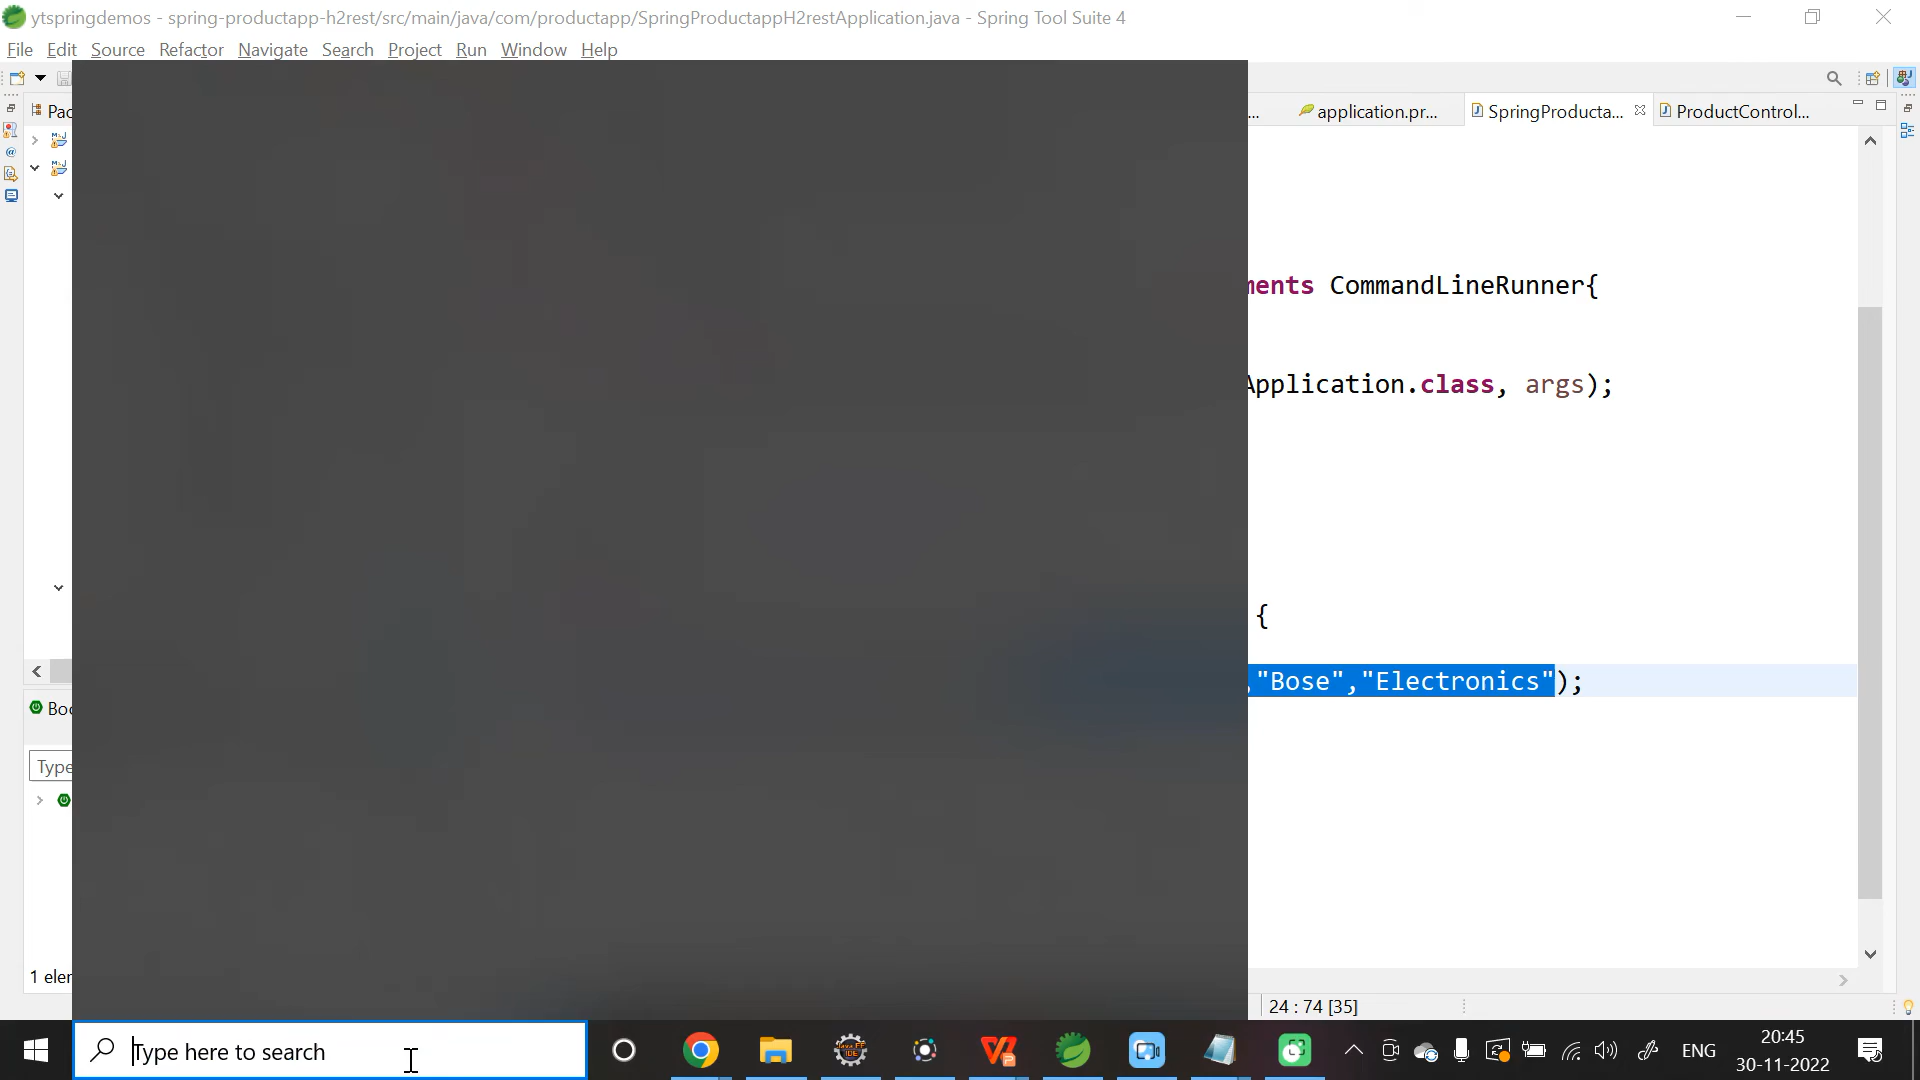 ytspringdemos - spring-productapp-h2rest/src/main/java/com/productapp/SpringProductappH2restApplication.java - Spring Tool Suite 4
File Edit Source Refactor Navigate Search Project Run Window Help
Pac
... application.pr... SpringProducta... ProductControl...
ments CommandLineRunner{
Application.class, args);
{
,"Bose","Electronics");
Boo
Type
1 eler
24 : 74 [35]
Type here to search
ENG
20:45
30-11-2022